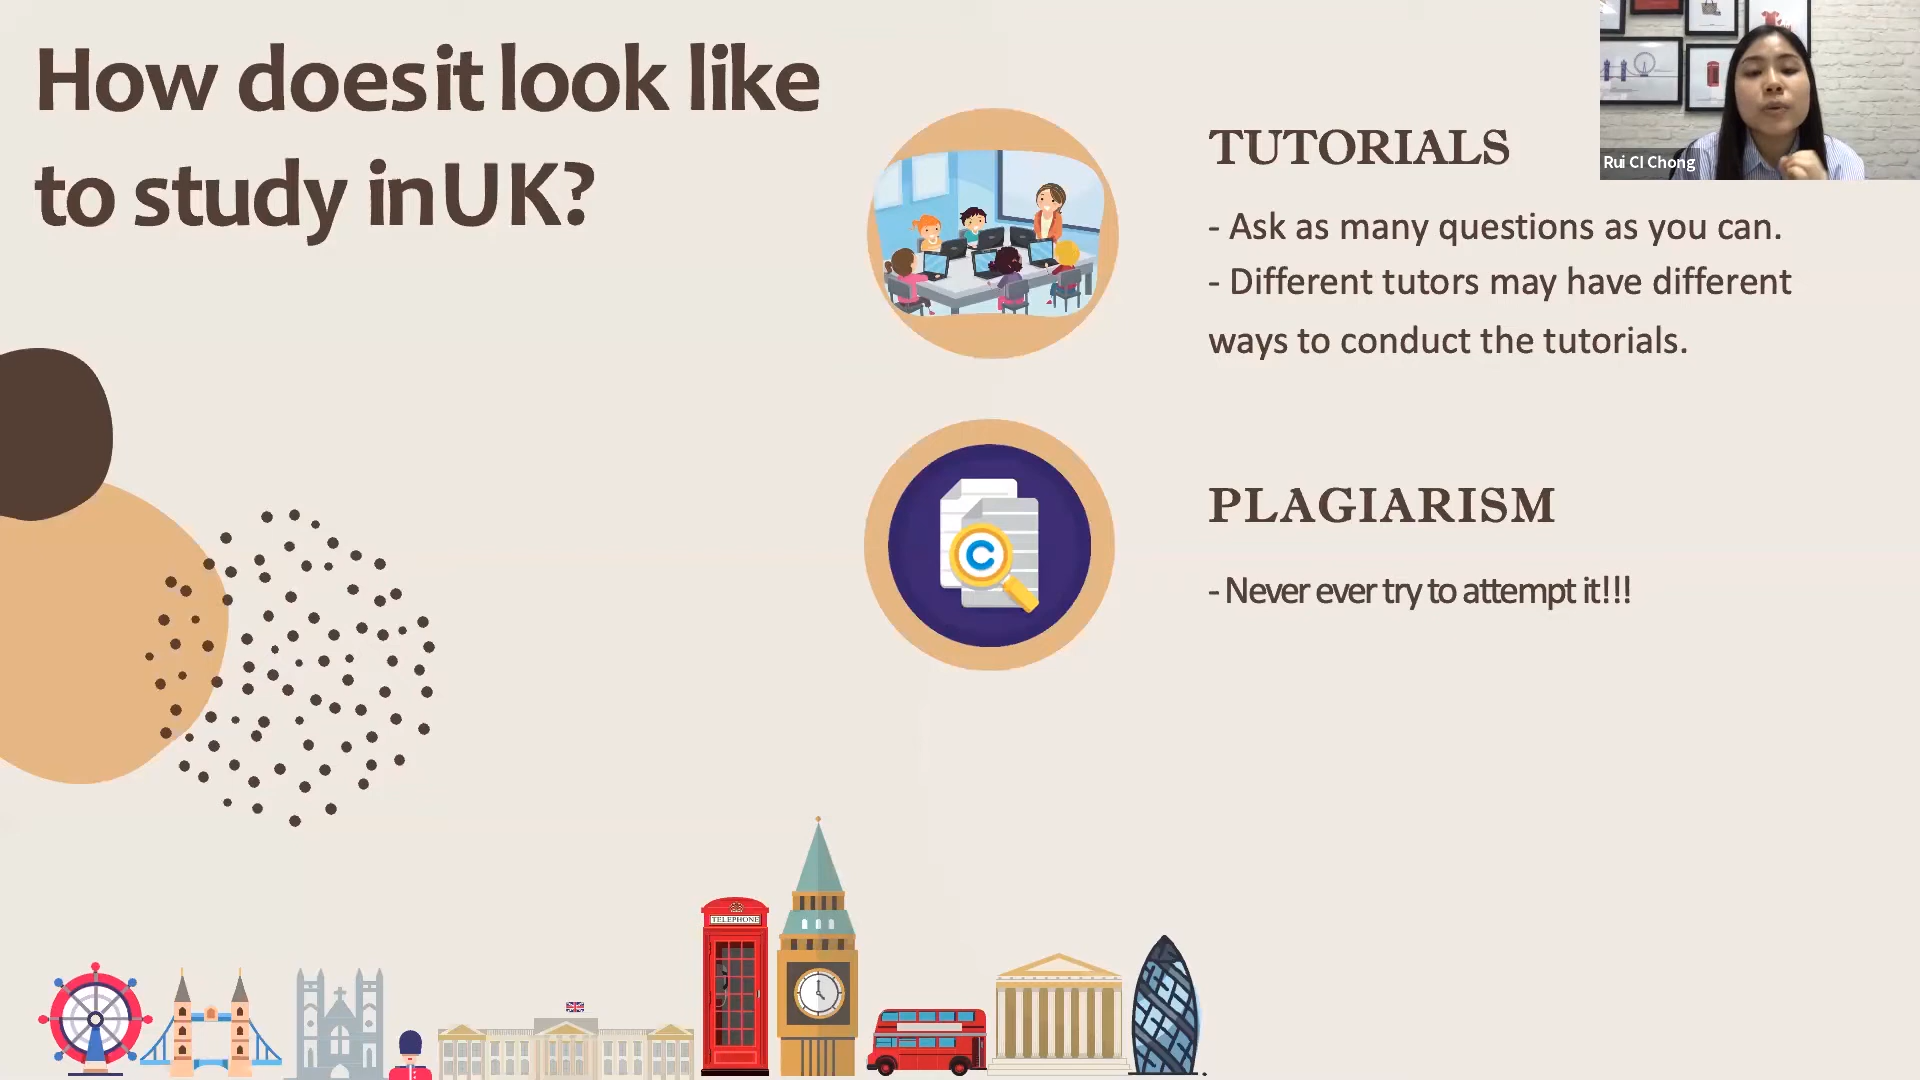 How does it look like
to study in UK?
TUTORIALS
- Ask as many questions as you can.
- Different tutors may have different
ways to conduct the tutorials.
PLAGIARISM
- Never ever try to attempt it!!!
Rui CI Chong
C
TELEPHONE